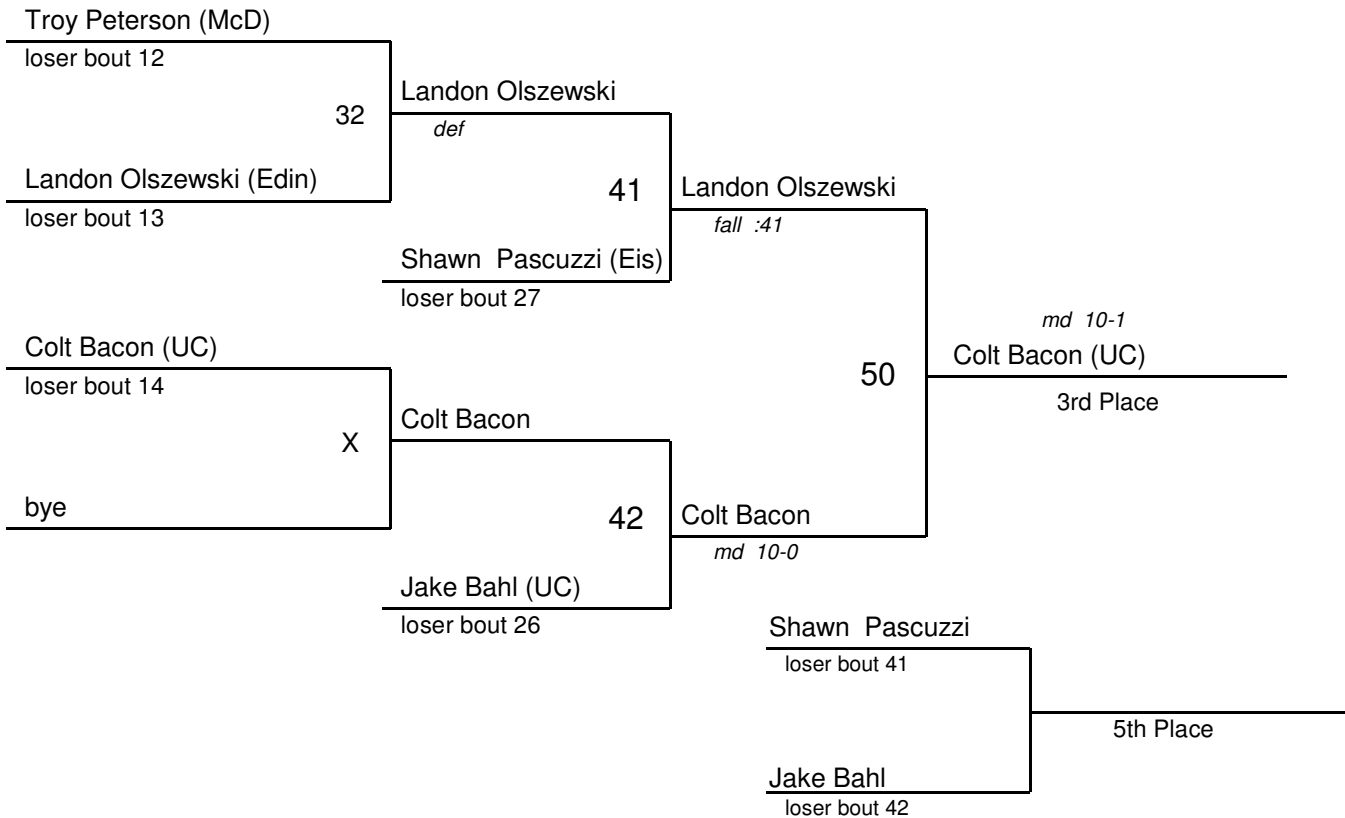 Troy Peterson (McD)
loser bout 12
32
Landon Olszewski
def
Landon Olszewski (Edin)
loser bout 13
41
Landon Olszewski
fall :41
Shawn Pascuzzi (Eis)
loser bout 27
Colt Bacon (UC)
loser bout 14
50
md 10-1
Colt Bacon (UC)
3rd Place
X
Colt Bacon
bye
42
Colt Bacon
md 10-0
Jake Bahl (UC)
loser bout 26
Shawn Pascuzzi
loser bout 41
5th Place
Jake Bahl
loser bout 42